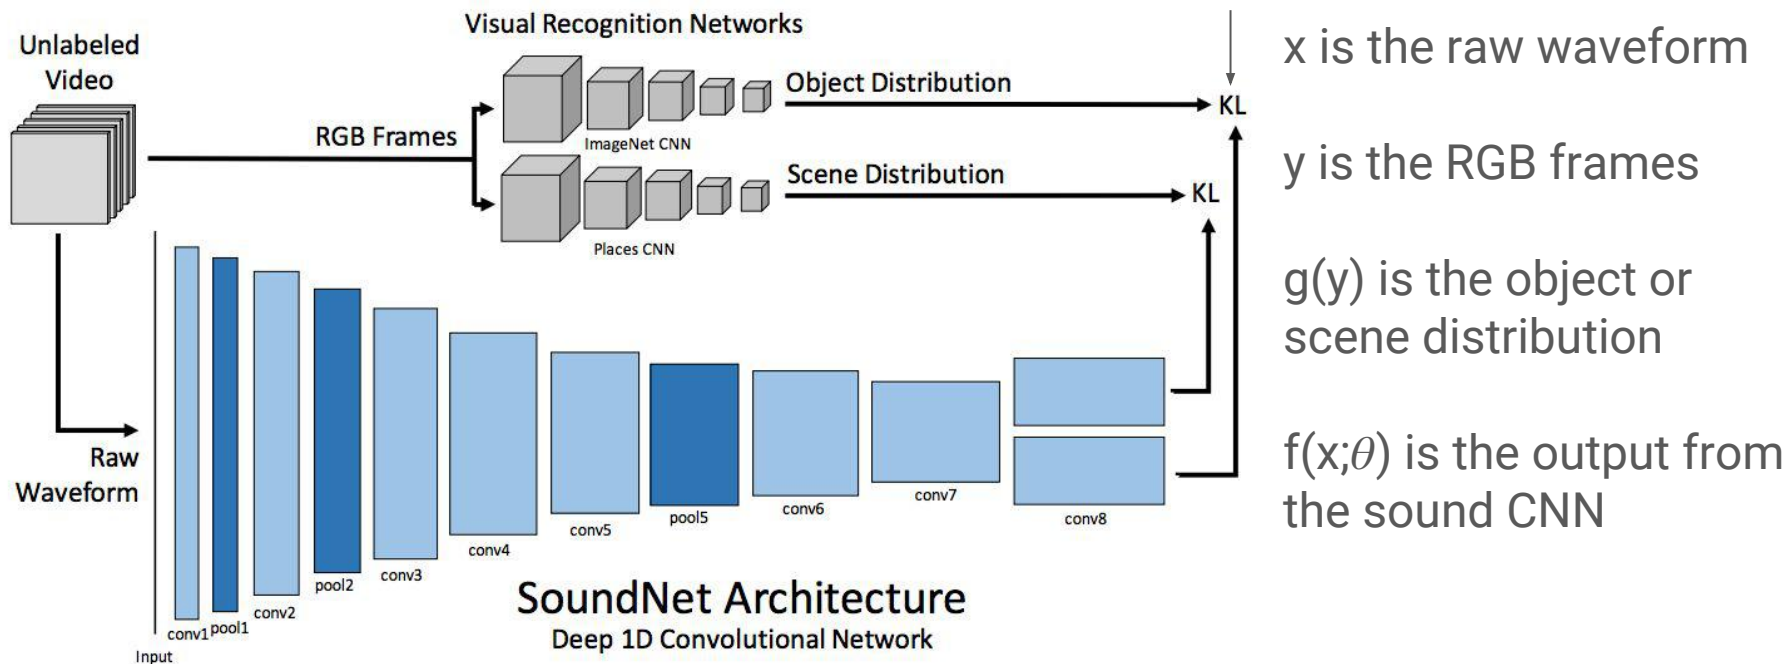 Visual Recognition Networks
Unlabeled
Video
RGB Frames
ImageNet CNN
Object Distribution
KL
Places CNN
Scene Distribution
KL
Raw
Waveform
Input
conv1
pool1
conv2
pool2
conv3
conv4
conv5
pool5
conv6
conv7
conv8
SoundNet Architecture
Deep 1D Convolutional Network
x is the raw waveform
y is the RGB frames
g(y) is the object or
scene distribution
f(x;θ) is the output from
the sound CNN